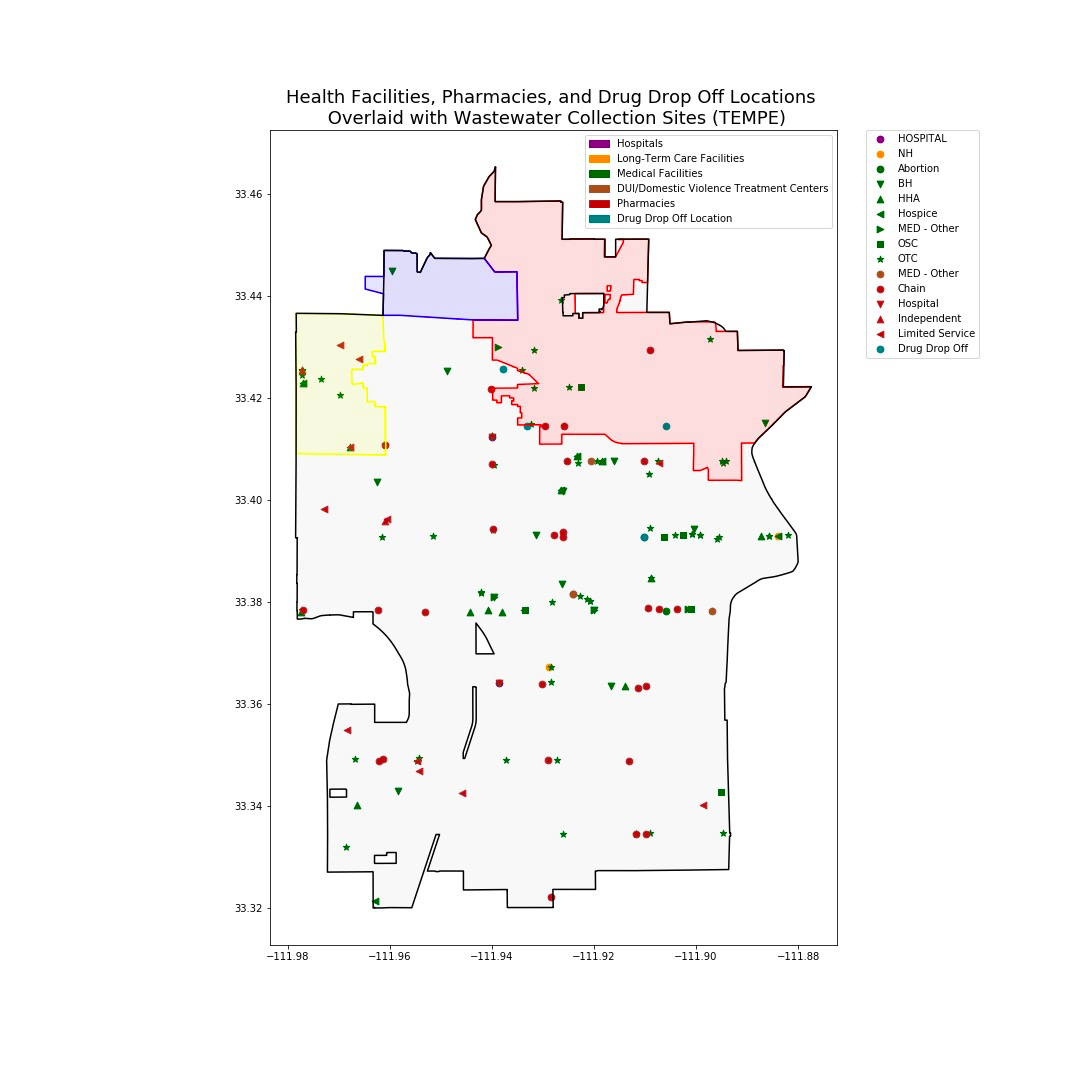 Health Facilities, Pharmacies, and Drug Drop Off Locations
Overlaid with Wastewater Collection Sites (TEMPE)
Hospitals
Long-Term Care Facilities
Medical Facilities
DUI/Domestic Violence Treatment Centers
Pharmacies
Drug Drop Off Location
HOSPITAL
NH
Abortion
BH
HHA
Hospice
MED - Other
OSC
OTC
MED - Other
Chain
Hospital
Independent
Limited Service
Drug Drop Off
33.46
33.44
33.42
33.40
33.38
33.36
33.34
33.32
−111.98 −111.96 −111.94 −111.92 −111.90 −111.88